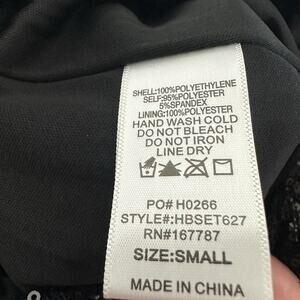 SHELL:100%POLYETHYLENE
SELF:95%POLYESTER
5%SPANDEX
LINING:100%POLYESTER
HAND WASH COLD
DO NOT BLEACH
DO NOT IRON
LINE DRY
PO# H0266
STYLE#:HBSET627
RN#167787
SIZE:SMALL
MADE IN CHINA